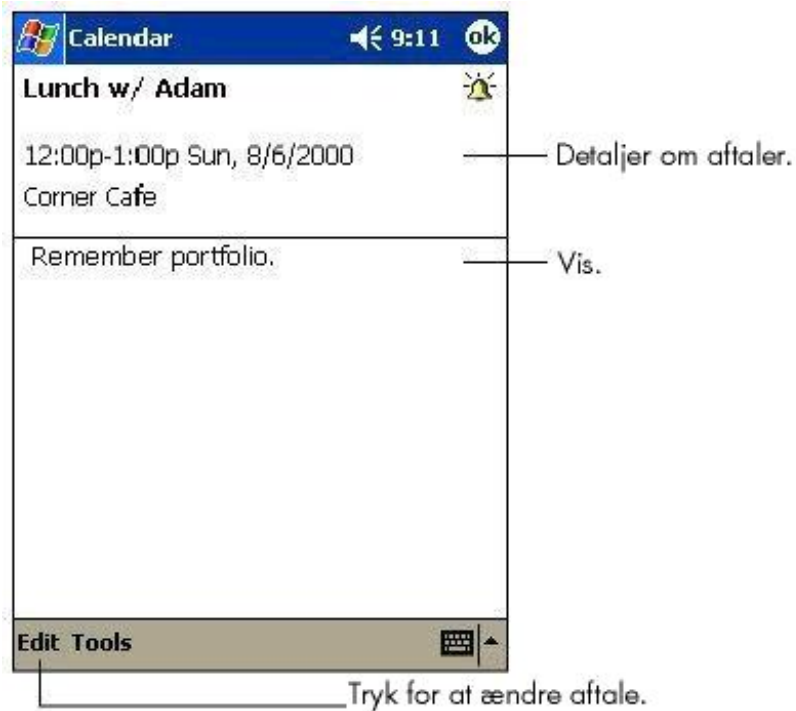 Calendar 9:11 ok
Lunch w/ Adam
12:00p-1:00p Sun, 8/6/2000
Detaljer om aftaler.
Corner Cafe
Remember portfolio.
Vis.
Edit Tools
Tryk for at ændre aftale.